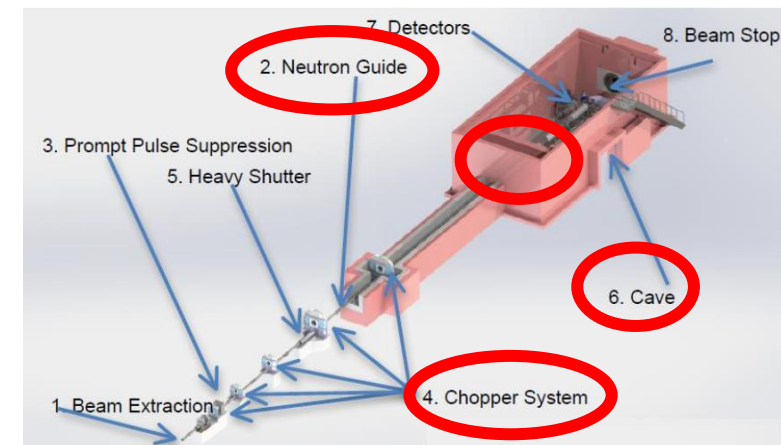 7. Detectors
8. Beam Stop
2. Neutron Guide
3. Prompt Pulse Suppression
5. Heavy Shutter
6. Cave
1. Beam Extraction
4. Chopper System